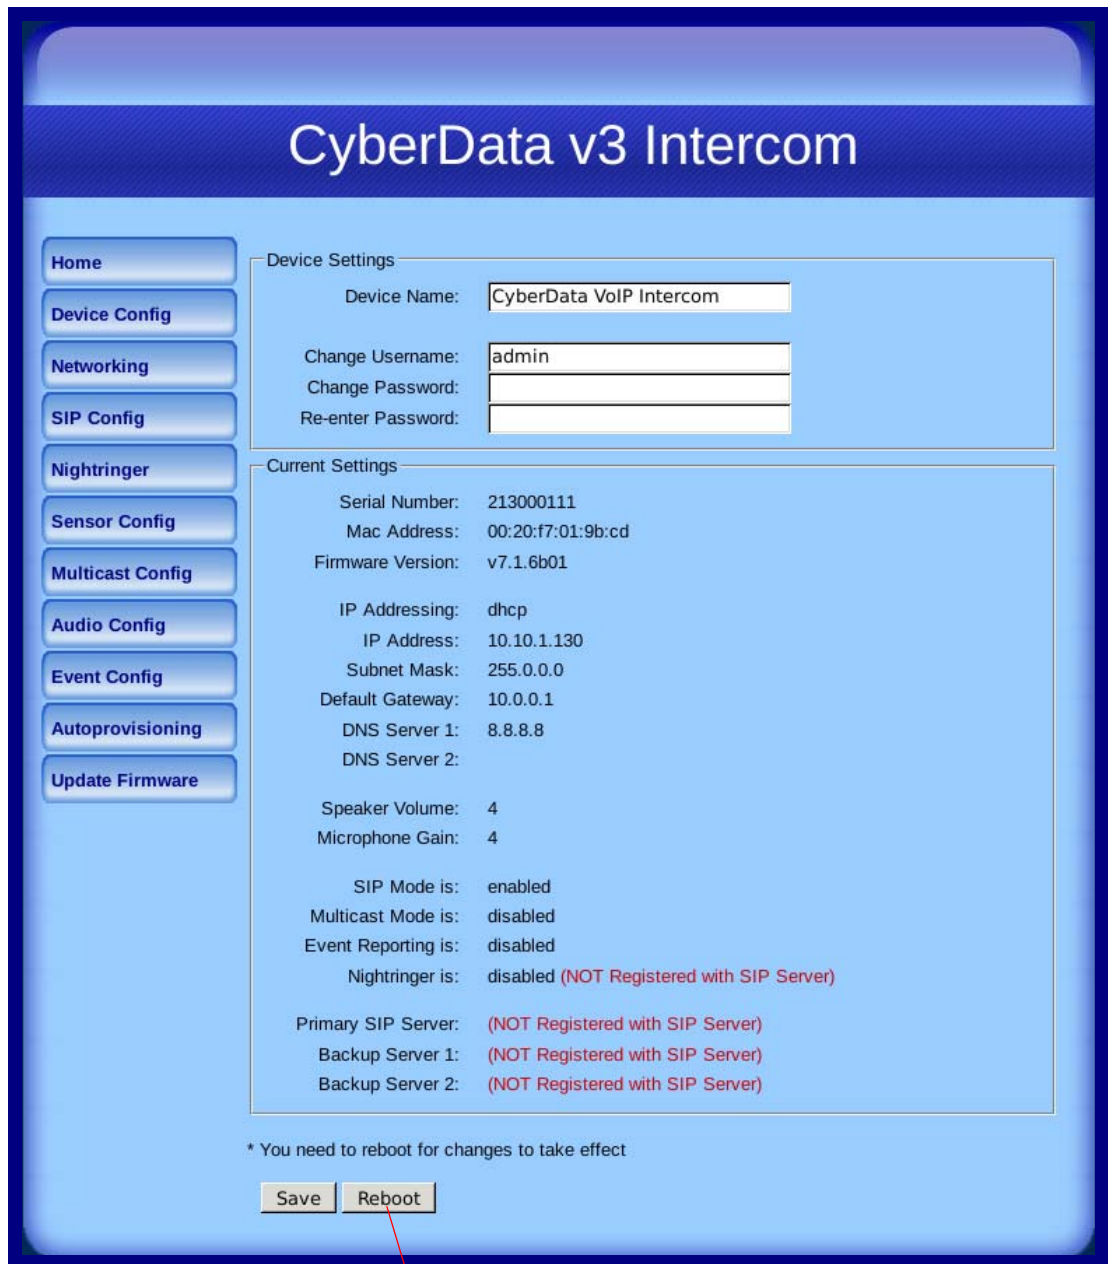 CyberData v3 Intercom
Home
Device Config
Networking
SIP Config
Nightringer
Sensor Config
Multicast Config
Audio Config
Event Config
Autoprovisioning
Update Firmware
Device Settings
Device Name: CyberData VoIP Intercom
Change Username: admin
Change Password:
Re-enter Password:
Current Settings
Serial Number: 213000111
Mac Address: 00:20:f7:01:9b:cd
Firmware Version: v7.1.6b01
IP Addressing: dhcp
IP Address: 10.10.1.130
Subnet Mask: 255.0.0.0
Default Gateway: 10.0.0.1
DNS Server 1: 8.8.8.8
DNS Server 2:
Speaker Volume: 4
Microphone Gain: 4
SIP Mode is: enabled
Multicast Mode is: disabled
Event Reporting is: disabled
Nightringer is: disabled (NOT Registered with SIP Server)
Primary SIP Server: (NOT Registered with SIP Server)
Backup Server 1: (NOT Registered with SIP Server)
Backup Server 2: (NOT Registered with SIP Server)
* You need to reboot for changes to take effect
Save Reboot